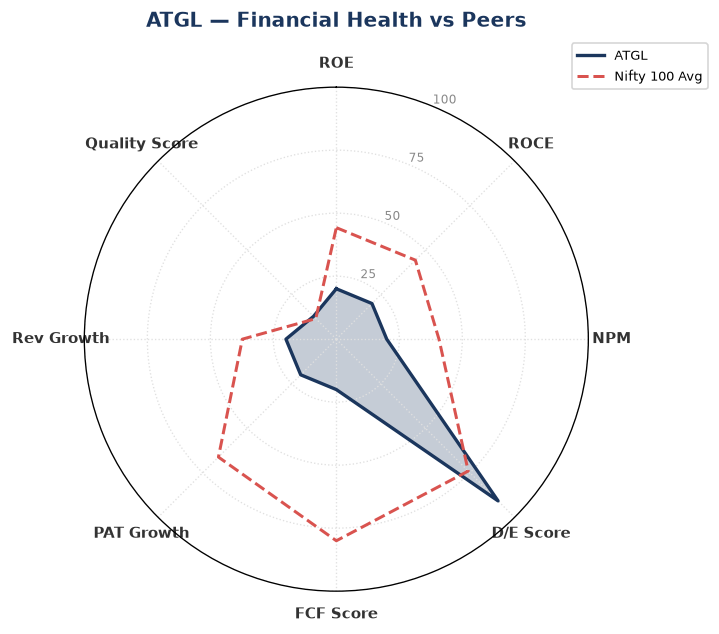 ATGL — Financial Health vs Peers
ATGL
Nifty 100 Avg
ROE
100
Quality Score
ROCE
75
50
25
Rev Growth
NPM
PAT Growth
D/E Score
FCF Score